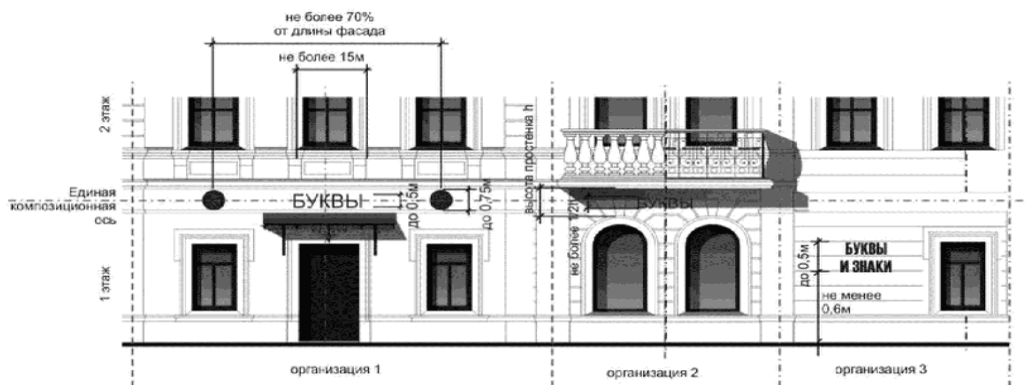 не более 70%
от длины фасада
не более 15м
2 этаж
Единая
композиционная
ось
1 этаж
БУКВЫ
до 0,5м
до 0,75м
высота простенка h
не более 1/2h
БУКВЫ
до 0,5м
БУКВЫ
И ЗНАКИ
не менее
0,6м
организация 1
организация 2
организация 3